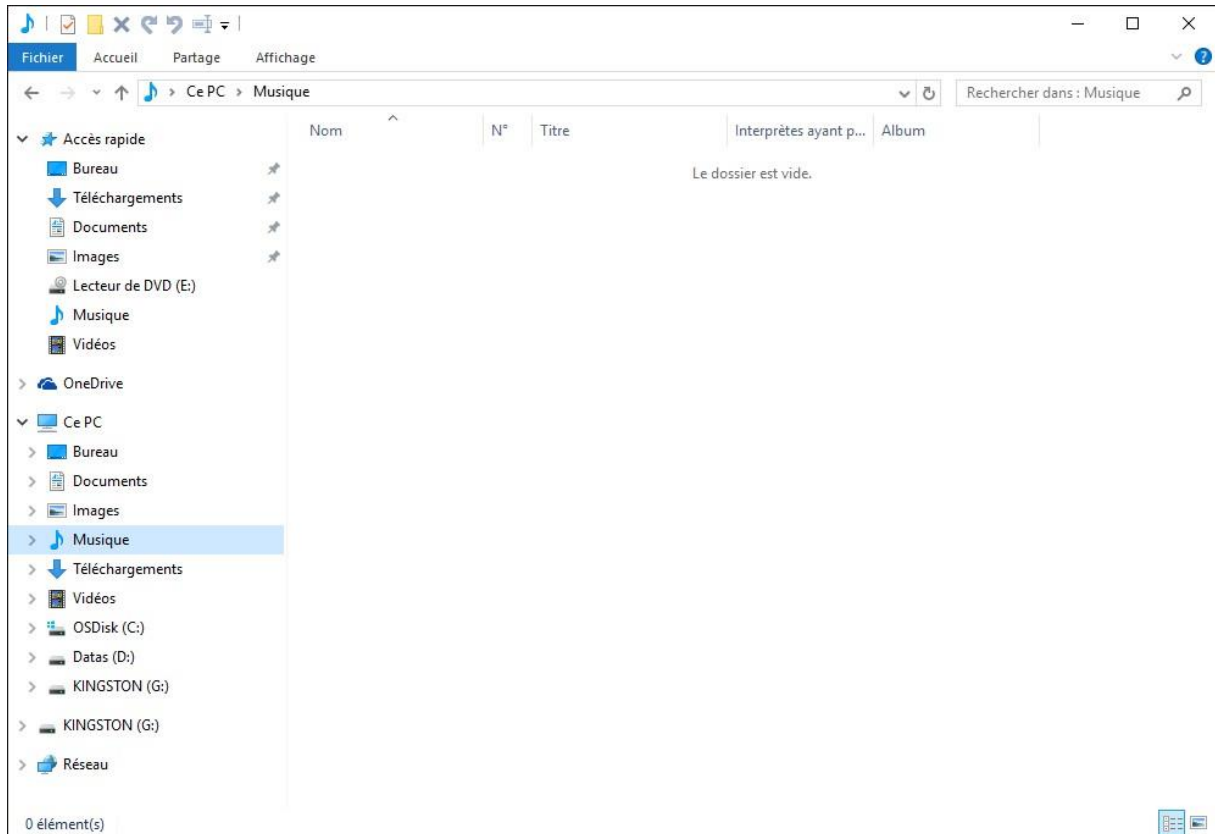 Fichier Accueil Partage Affichage
Ce PC Musique
Rechercher dans : Musique
Nom N° Titre Interprètes ayant p... Album
Le dossier est vide.
Accès rapide
Bureau
Téléchargements
Documents
Images
Lecteur de DVD (E:)
Musique
Vidéos
OneDrive
Ce PC
Bureau
Documents
Images
Musique
Téléchargements
Vidéos
OSDisk (C:)
Datas (D:)
KINGSTON (G:)
KINGSTON (G:)
Réseau
0 élément(s)